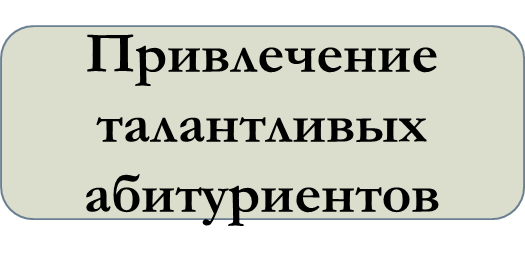 Привлечение
талантливых
абитуриентов